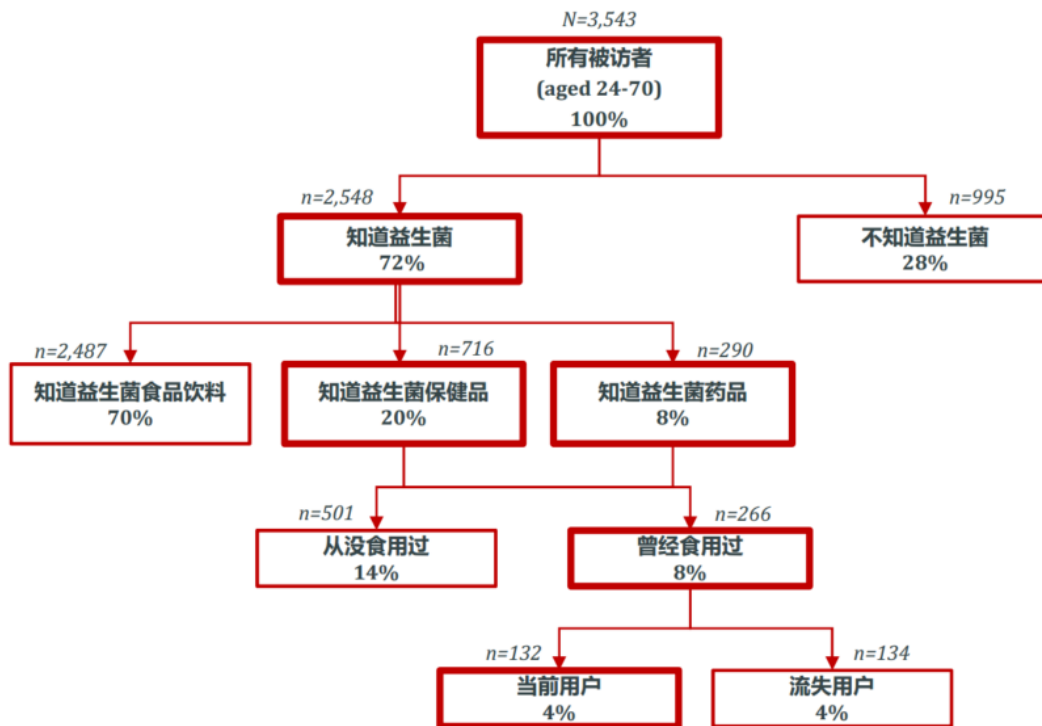 N=3,543
所有被访者
(aged 24-70)
100%
n=2,548
n=995
知道益生菌
72%
不知道益生菌
28%
n=2,487
n=716
n=290
知道益生菌食品饮料
70%
知道益生菌保健品
20%
知道益生菌药品
8%
n=501
n=266
从没食用过
14%
曾经食用过
8%
n=132
n=134
当前用户
4%
流失用户
4%